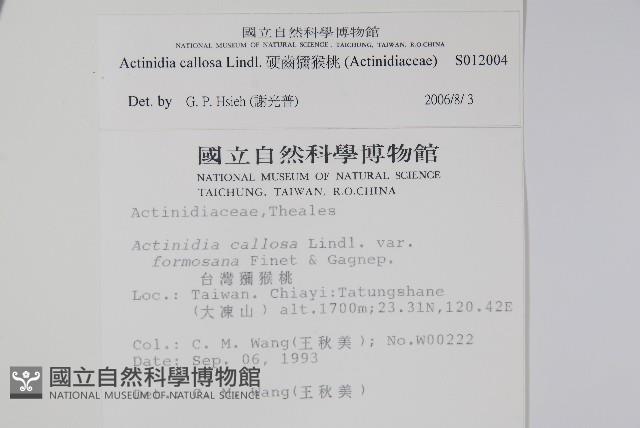 國立自然科學博物館
NATIONAL MUSEUM OF NATURAL SCIENCE, TAICHUNG, TAIWAN, R.O.CHINA
Actinidia callosa Lindl. 硬齒獼猴桃 (Actinidiaceae) S012004
Det. by G. P. Hsieh (謝光普) 2006/8/3
國立自然科學博物館
NATIONAL MUSEUM OF NATURAL SCIENCE
TAICHUNG, TAIWAN, R.O.CHINA
Actinidiaceae,Theales
Actinidia callosa Lindl. var.
formosana Finet & Gagnep.
台灣獼猴桃
Loc.: Taiwan. Chiayi:Tatungshane
(大凍山) alt.1700m;23.31N,120.42E
Col.: C. M. Wang(王秋美); No.W00222
Date: Sep. 06, 1993
Det.: C. M. Wang(王秋美)
國立自然科學博物館
NATIONAL MUSEUM OF NATURAL SCIENCE